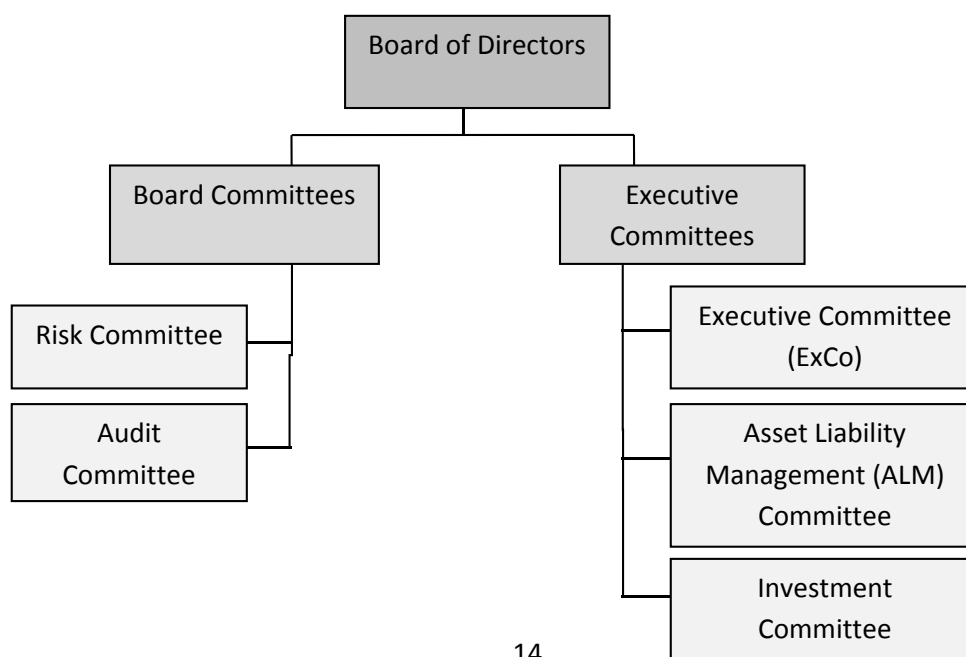 Board of Directors
Board Committees
Executive
Committees
Risk Committee
Audit
Committee
Executive Committee
(ExCo)
Asset Liability
Management (ALM)
Committee
Investment
Committee
14